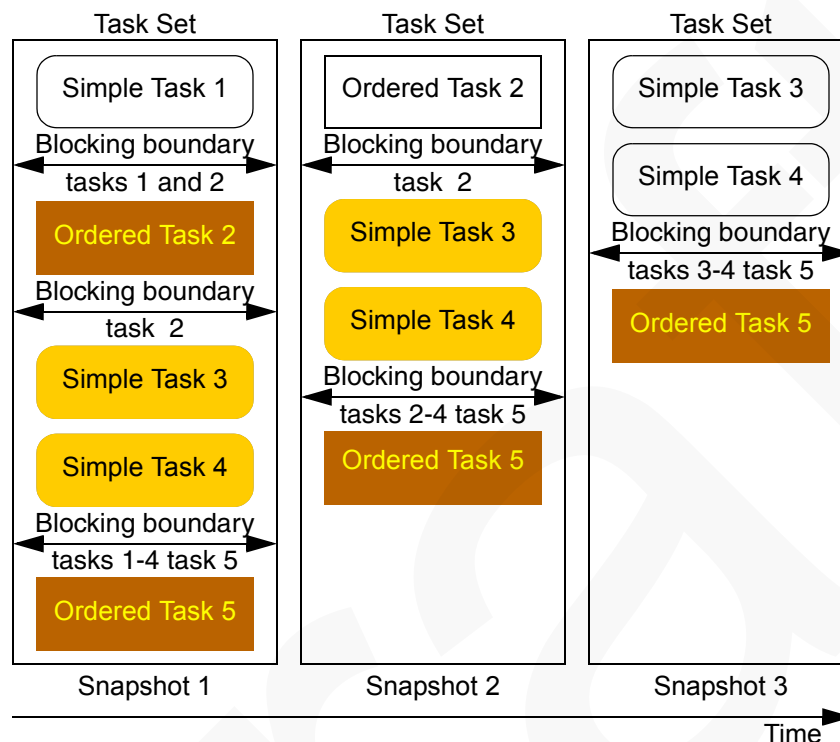 Task Set
Simple Task 1
Blocking boundary
tasks 1 and 2
Ordered Task 2
Blocking boundary
task 2
Simple Task 3
Simple Task 4
Blocking boundary
tasks 1-4 task 5
Ordered Task 5
Snapshot 1
Task Set
Ordered Task 2
Blocking boundary
task 2
Simple Task 3
Simple Task 4
Blocking boundary
tasks 2-4 task 5
Ordered Task 5
Snapshot 2
Task Set
Simple Task 3
Simple Task 4
Blocking boundary
tasks 3-4 task 5
Ordered Task 5
Snapshot 3
Time